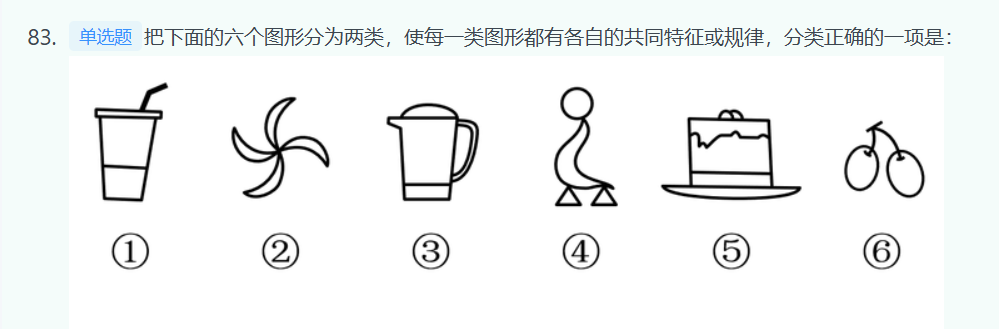 83. 单选题 把下面的六个图形分为两类，使每一类图形都有各自的共同特征或规律，分类正确的一项是：
① ② ③ ④ ⑤ ⑥